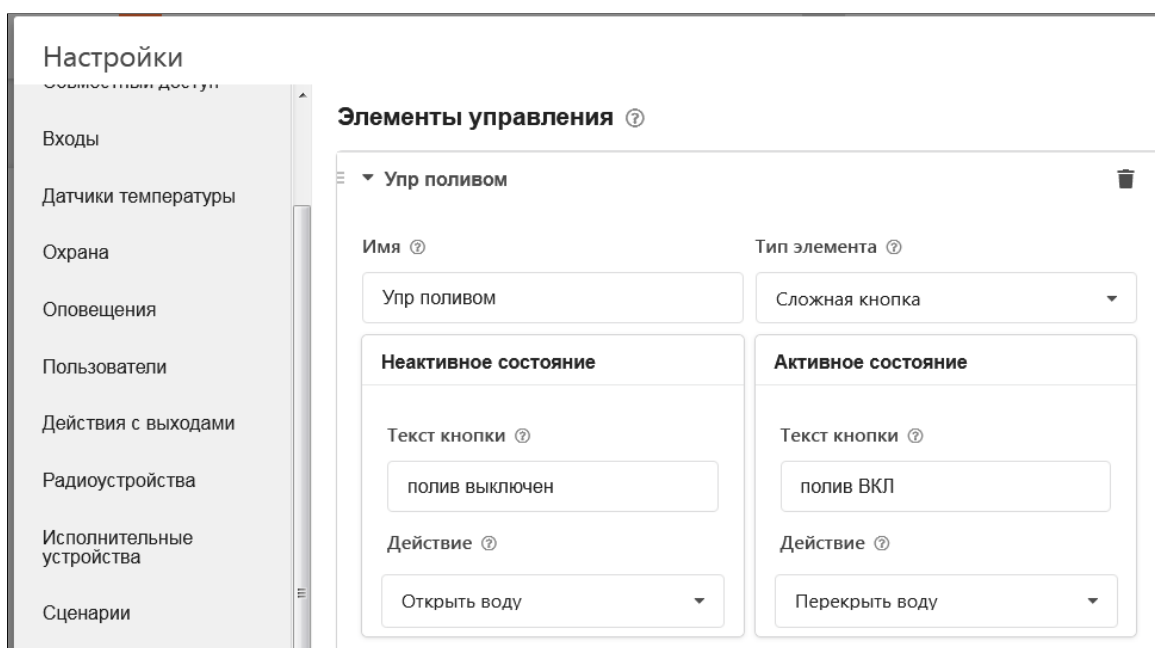 Настройки
Совместный доступ
Входы
Датчики температуры
Охрана
Оповещения
Пользователи
Действия с выходами
Радиоустройства
Исполнительные
устройства
Сценарии
Элементы управления
Упр поливом
Имя
Тип элемента
Упр поливом
Сложная кнопка
Неактивное состояние
Активное состояние
Текст кнопки
Текст кнопки
полив выключен
полив ВКЛ
Действие
Действие
Открыть воду
Перекрыть воду